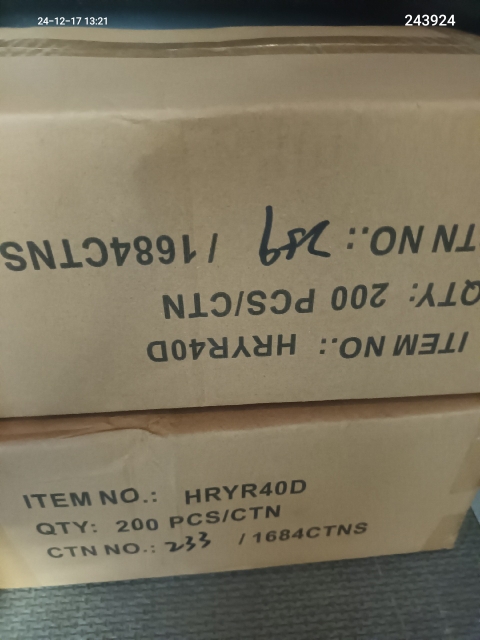 24-12-17 13:21
243924
ITEM NO.: HRYR40D
QTY: 200 PCS/CTN
TN NO.: 289 / 1684CTNS
ITEM NO.: HRYR40D
QTY: 200 PCS/CTN
CTN NO.: 233 / 1684CTNS